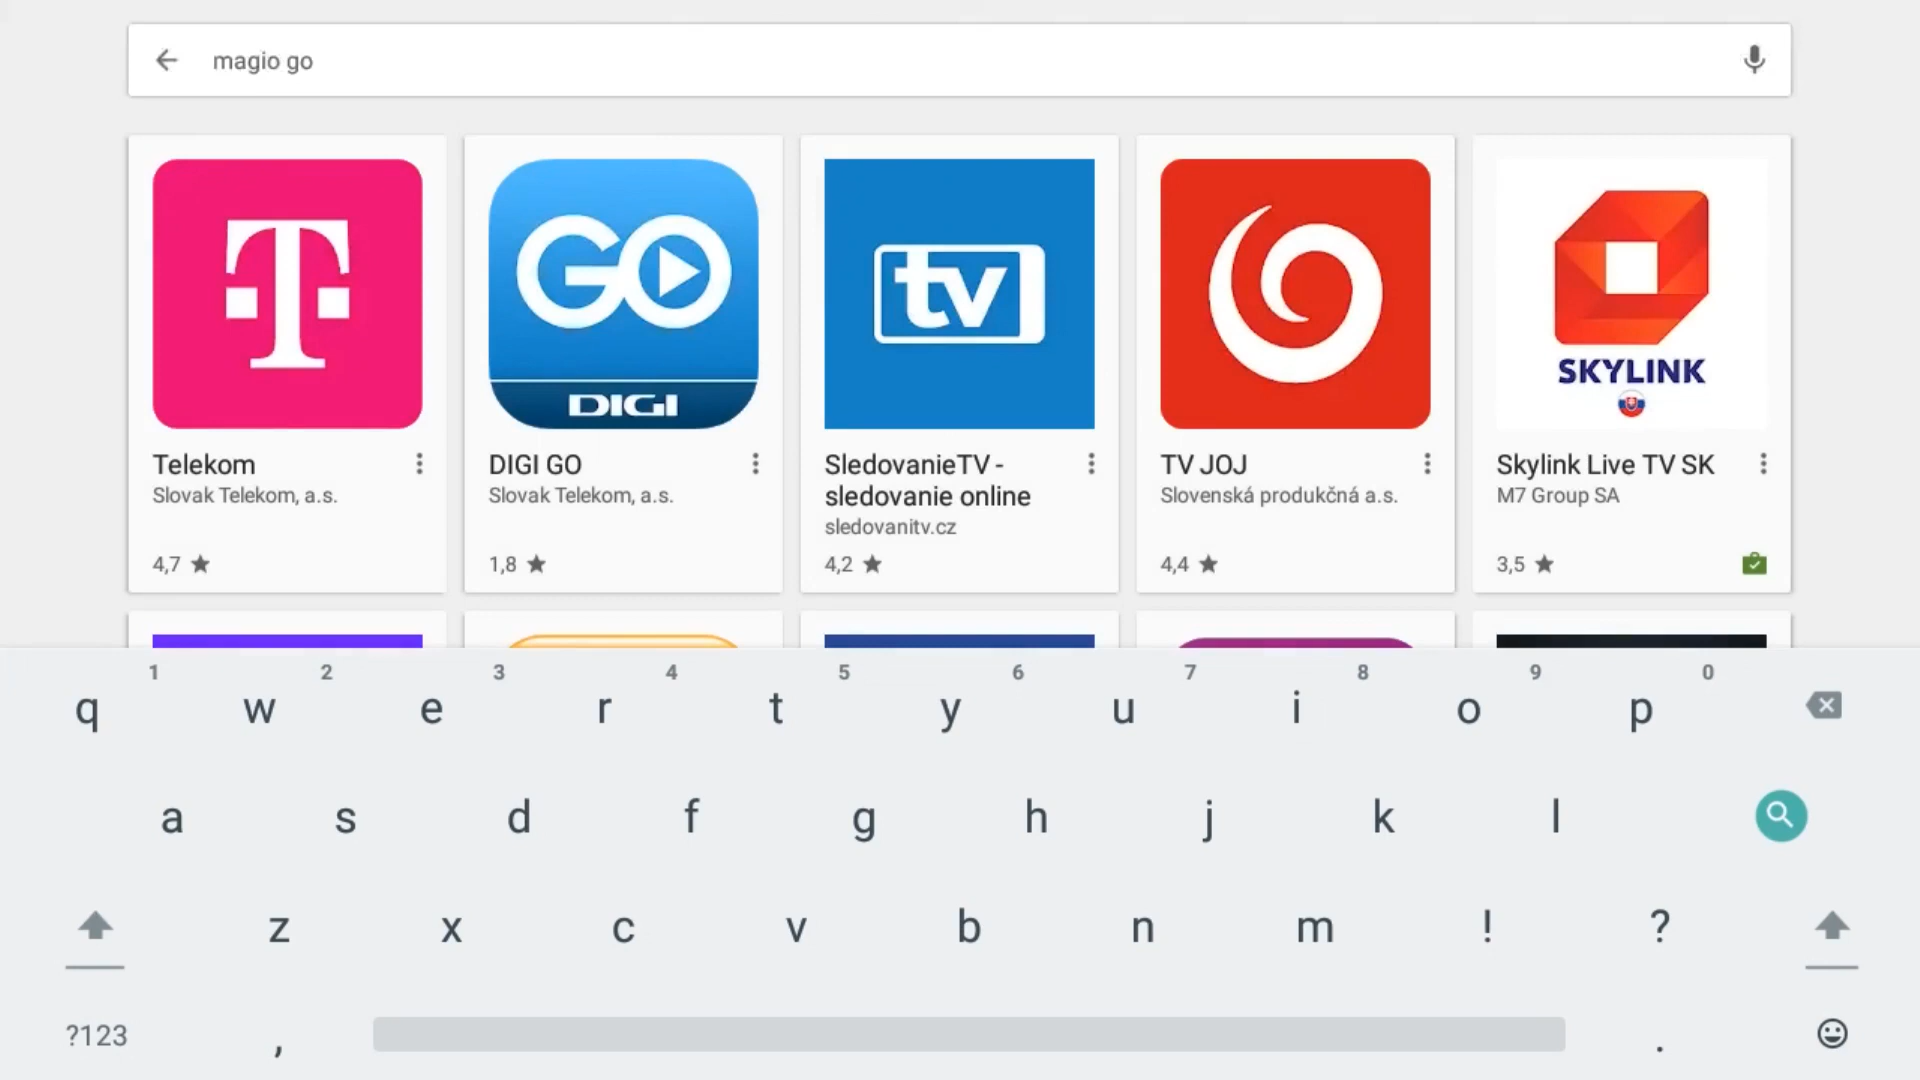 magio go
T
GO
DIGI
tv
SKYLINK
Telekom
Slovak Telekom, a.s.
4,7
DIGI GO
Slovak Telekom, a.s.
1,8
SledovanieTV -
sledovanie online
sledovanitv.cz
4,2
TV JOJ
Slovenská produkčná a.s.
4,4
Skylink Live TV SK
M7 Group SA
3,5
1 2 3 4 5 6 7 8 9 0
q w e r t y u i o p
a s d f g h j k l
z x c v b n m ! ?
?123 , .